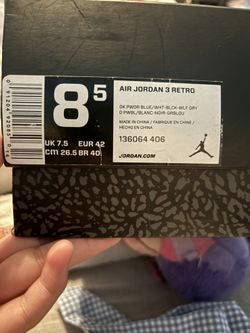 AIR JORDAN 3 RETRO
8.5
DK PWDR BLUE/WHT-BLCK-WLF GRY
D PWBL/BLANC-NOIR-GRSLOU
MADE IN CHINA / FABRIQUE EN CHINE /
HECHO EN CHINA
136064 406
UK 7.5 EUR 42
CM 26.5 BR 40
JORDAN.COM